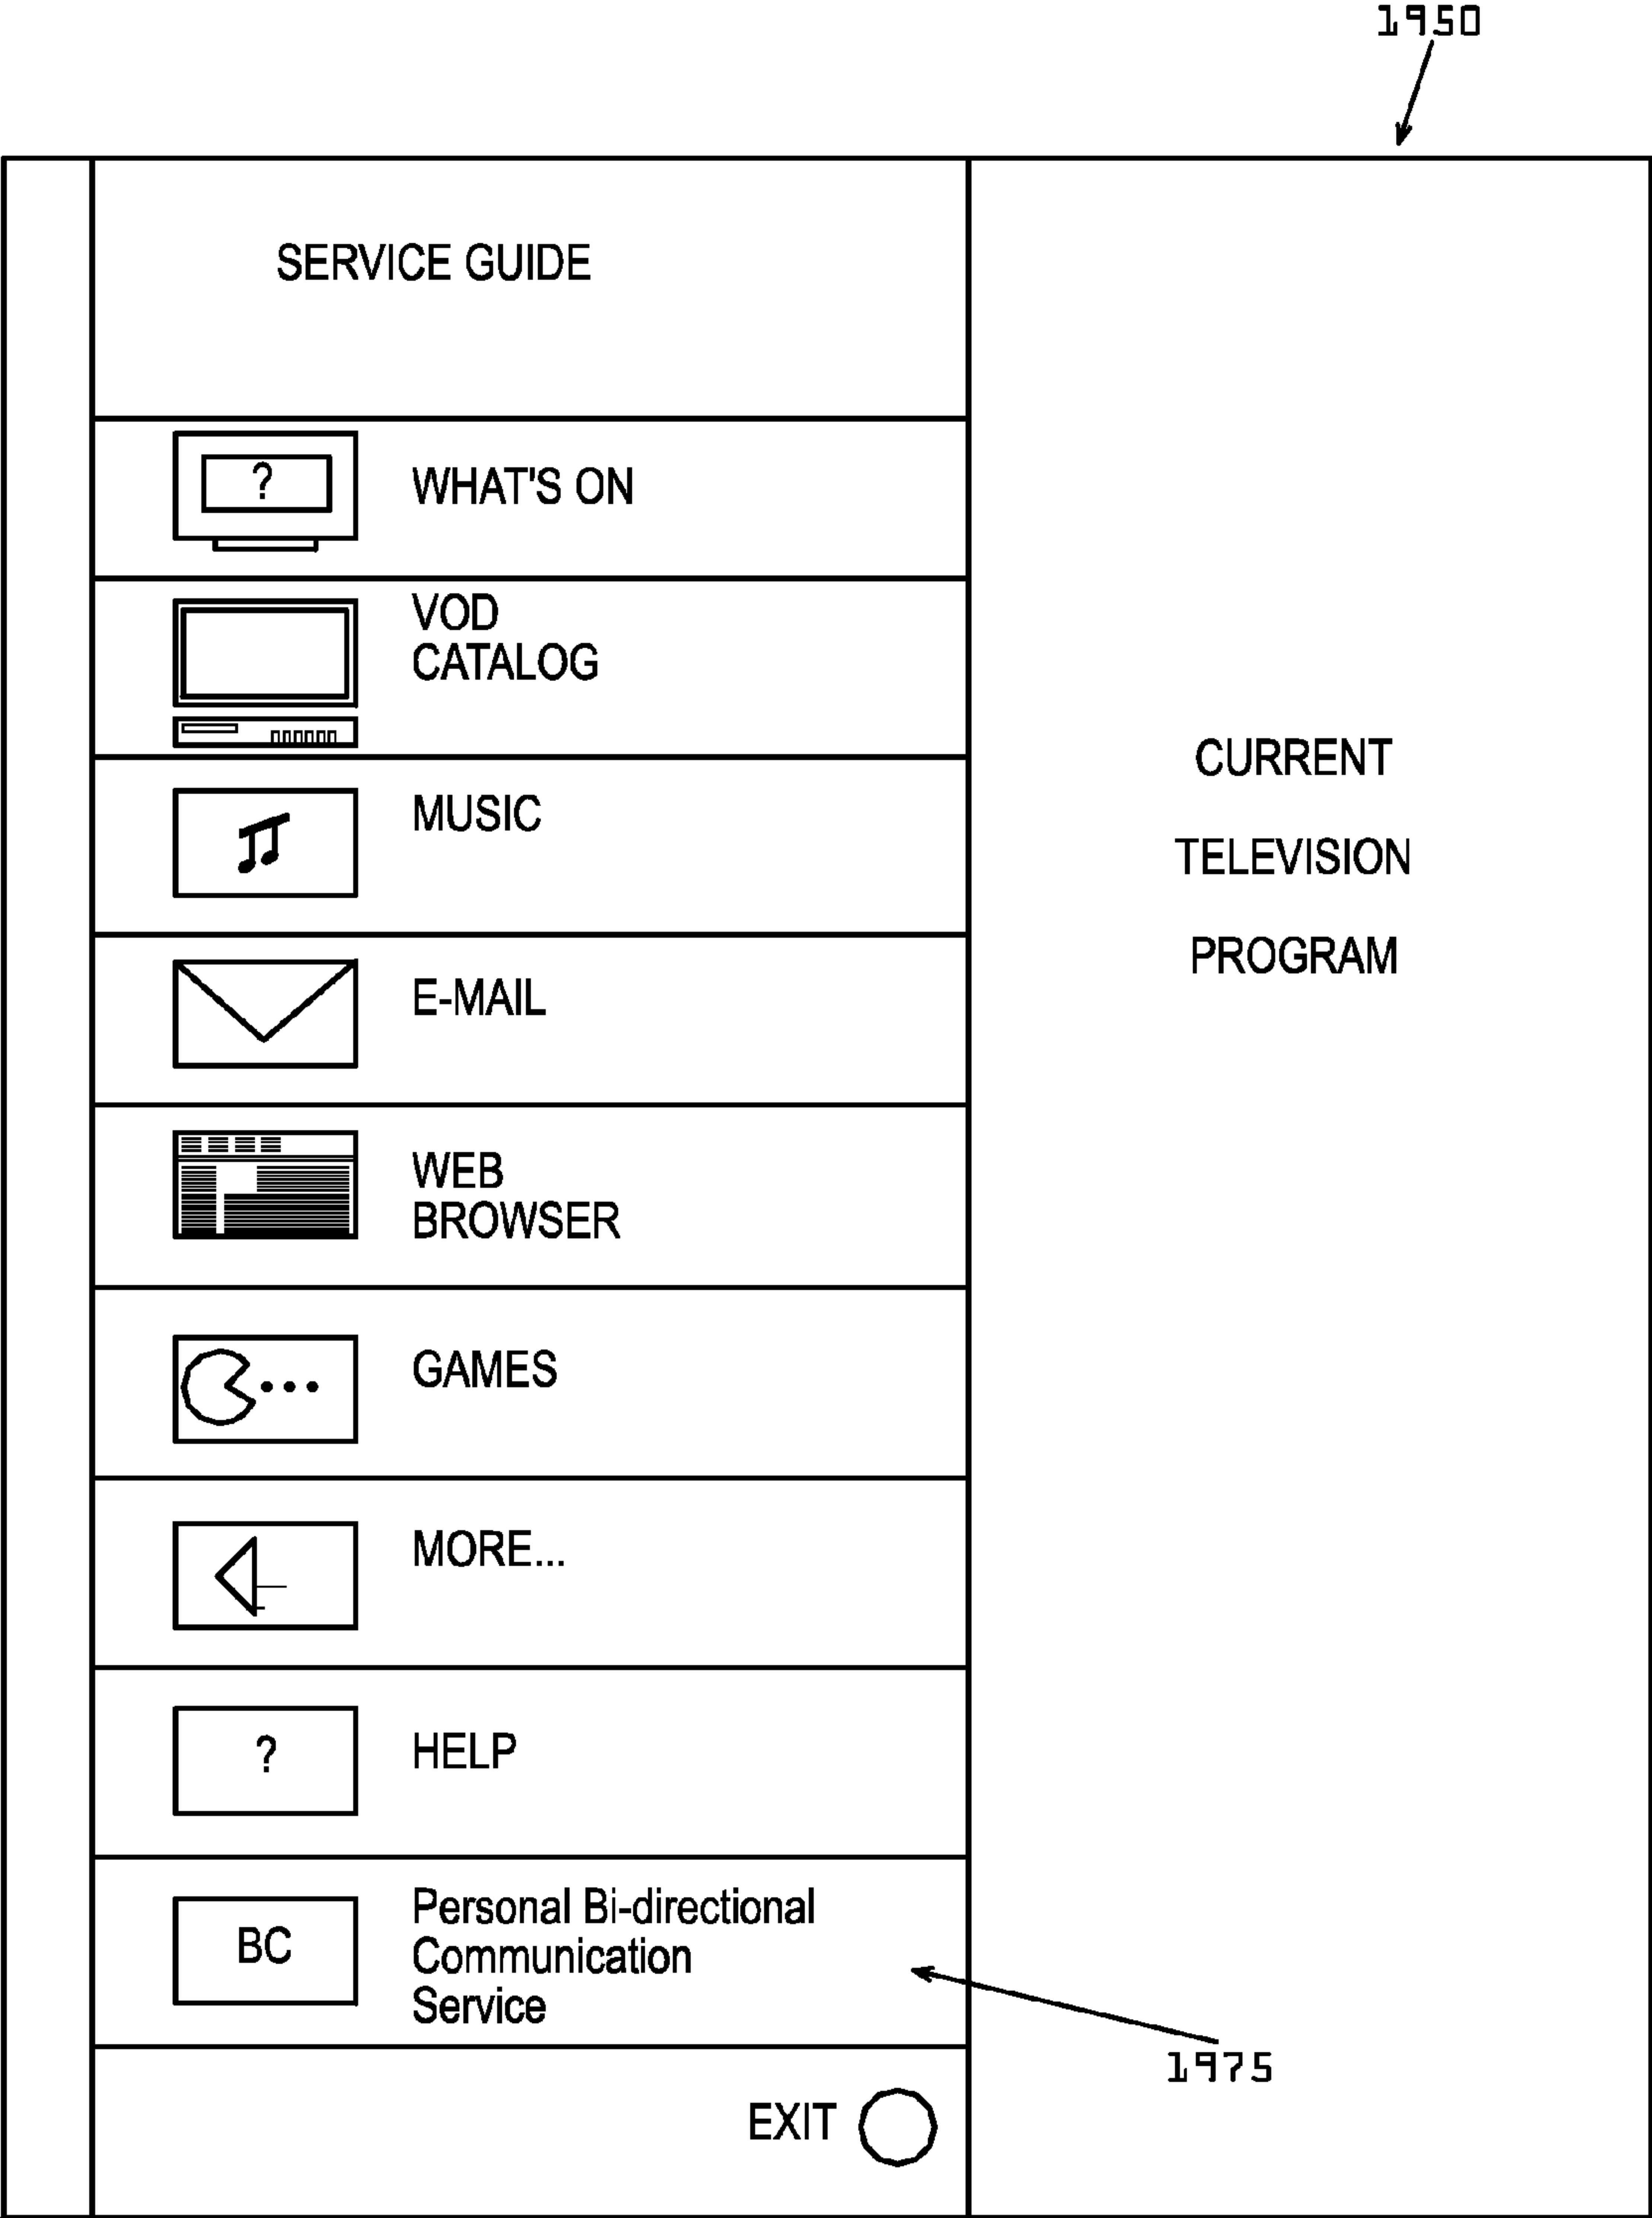 1950
SERVICE GUIDE
?
WHAT'S ON
VOD
CATALOG
MUSIC
E-MAIL
WEB
BROWSER
GAMES
MORE...
?
HELP
BC
Personal Bi-directional
Communication
Service
EXIT
CURRENT
TELEVISION
PROGRAM
1975